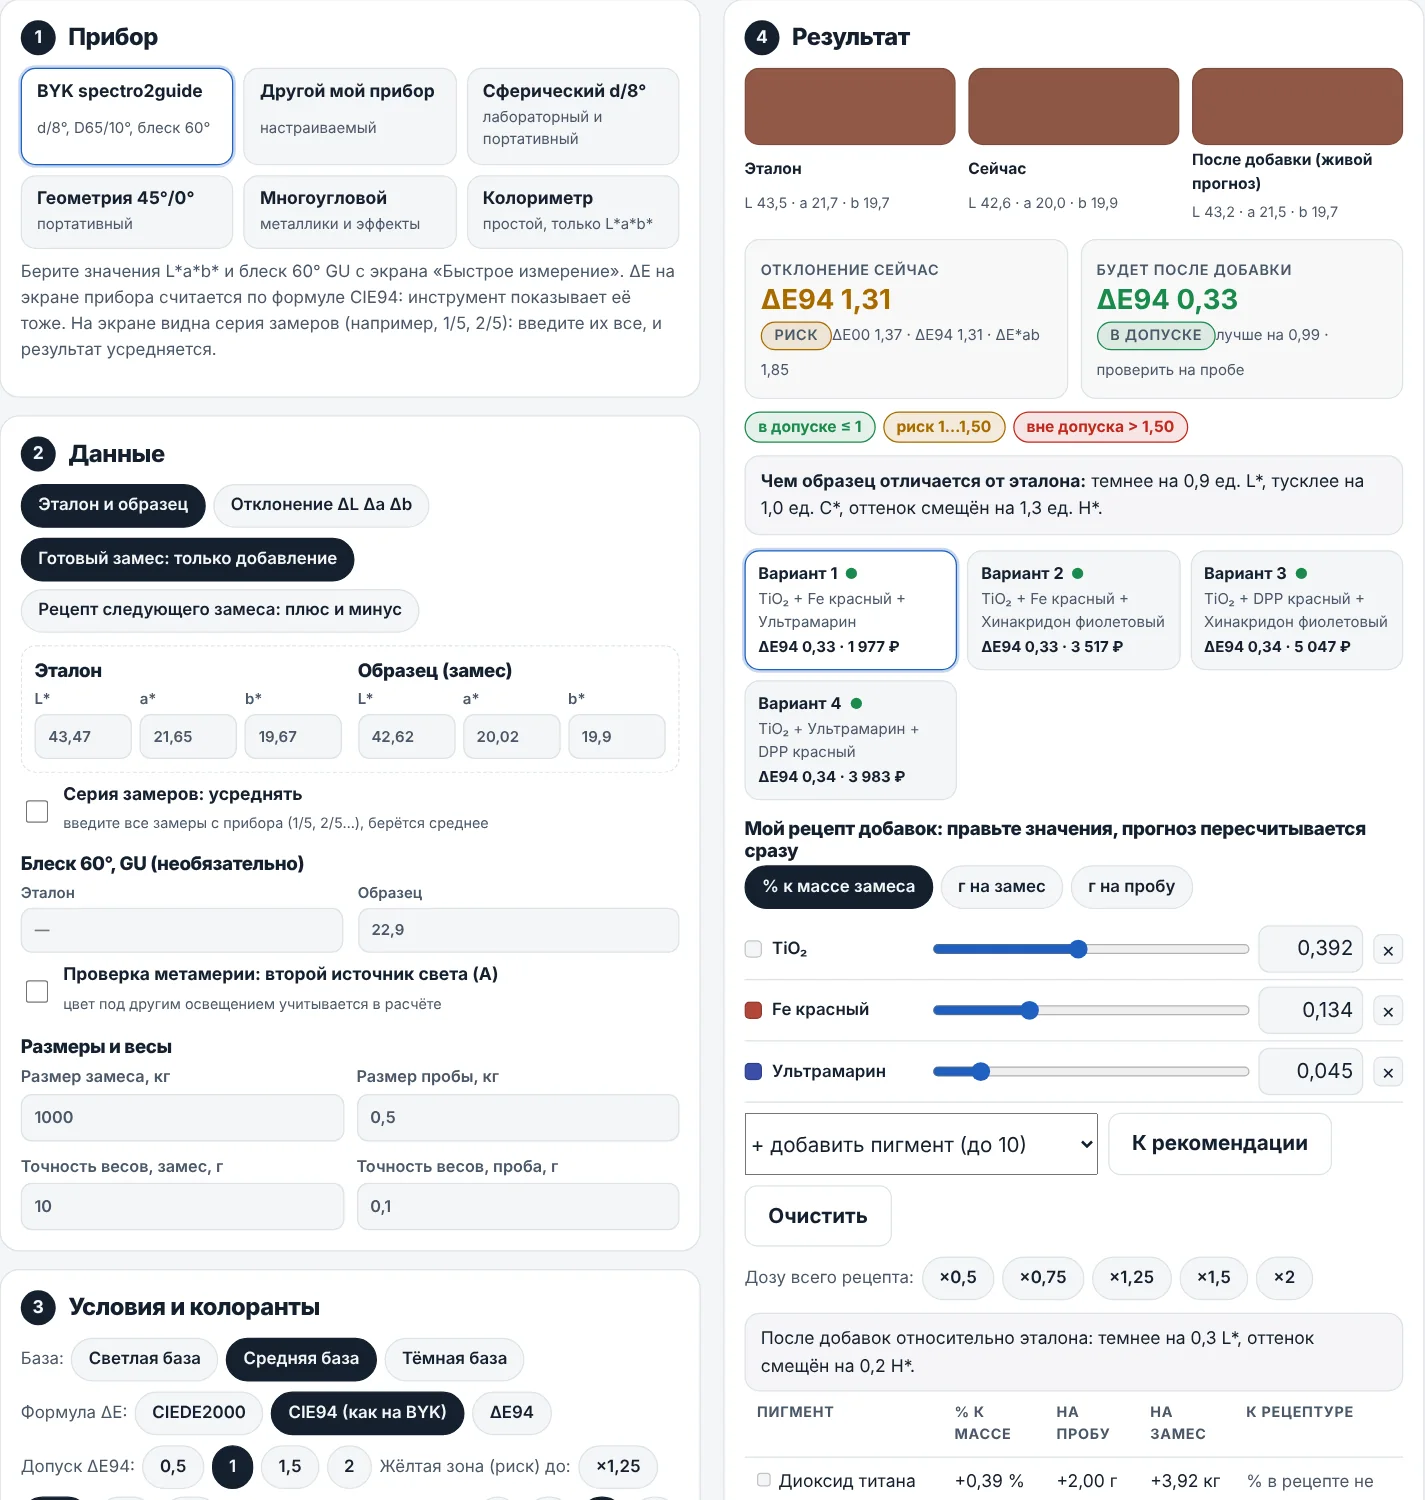 1 Прибор
BYK spectro2guide
d/8°, D65/10°, блеск 60°
Другой мой прибор
настраиваемый
Сферический d/8°
лабораторный и
портативный
Геометрия 45°/0°
портативный
Многоугловой
металлики и эффекты
Колориметр
простой, только L*a*b*
Берите значения L*a*b* и блеск 60° GU с экрана «Быстрое измерение». ΔE на
экране прибора считается по формуле CIE94: инструмент показывает её
тоже. На экране видна серия замеров (например, 1/5, 2/5): введите их все, и
результат усредняется.
2 Данные
Эталон и образец
Отклонение ΔL Δa Δb
Готовый замес: только добавление
Рецепт следующего замеса: плюс и минус
Эталон
L* a* b*
43,47 21,65 19,67
Образец (замес)
L* a* b*
42,62 20,02 19,9
Серия замеров: усреднять
введите все замеры с прибора (1/5, 2/5...), берётся среднее
Блеск 60°, GU (необязательно)
Эталон Образец
— 22,9
Проверка метамерии: второй источник света (A)
цвет под другим освещением учитывается в расчёте
Размеры и весы
Размер замеса, кг Размер пробы, кг
1000 0,5
Точность весов, замес, г Точность весов, проба, г
10 0,1
3 Условия и колоранты
База: Светлая база Средняя база Тёмная база
Формула ΔE: CIEDE2000 CIE94 (как на BYK) ΔE94
Допуск ΔE94: 0,5 1 1,5 2 Жёлтая зона (риск) до: ×1,25
4 Результат
Эталон
L 43,5 · a 21,7 · b 19,7
Сейчас
L 42,6 · a 20,0 · b 19,9
После добавки (живой
прогноз)
L 43,2 · a 21,5 · b 19,7
ОТКЛОНЕНИЕ СЕЙЧАС
ΔE94 1,31
РИСК ΔE00 1,37 · ΔE94 1,31 · ΔE*ab
1,85
БУДЕТ ПОСЛЕ ДОБАВКИ
ΔE94 0,33
В ДОПУСКЕ лучше на 0,99 ·
проверить на пробе
в допуске ≤ 1 риск 1...1,50 вне допуска > 1,50
Чем образец отличается от эталона: темнее на 0,9 ед. L*, тусклее на
1,0 ед. C*, оттенок смещён на 1,3 ед. H*.
Вариант 1
TiO₂ + Fe красный +
Ультрамарин
ΔE94 0,33 · 1 977 ₽
Вариант 2
TiO₂ + Fe красный +
Хинакридон фиолетовый
ΔE94 0,33 · 3 517 ₽
Вариант 3
TiO₂ + DPP красный +
Хинакридон фиолетовый
ΔE94 0,34 · 5 047 ₽
Вариант 4
TiO₂ + Ультрамарин +
DPP красный
ΔE94 0,34 · 3 983 ₽
Мой рецепт добавок: правьте значения, прогноз пересчитывается
сразу
% к массе замеса г на замес г на пробу
TiO₂ 0,392 ×
Fe красный 0,134 ×
Ультрамарин 0,045 ×
+ добавить пигмент (до 10) К рекомендации
Очистить
Дозу всего рецепта: ×0,5 ×0,75 ×1,25 ×1,5 ×2
После добавок относительно эталона: темнее на 0,3 L*, оттенок
смещён на 0,2 H*.
ПИГМЕНТ % К НА НА К РЕЦЕПТУРЕ
МАССЕ ПРОБУ ЗАМЕС
Диоксид титана +0,39 % +2,00 г +3,92 кг % в рецепте не